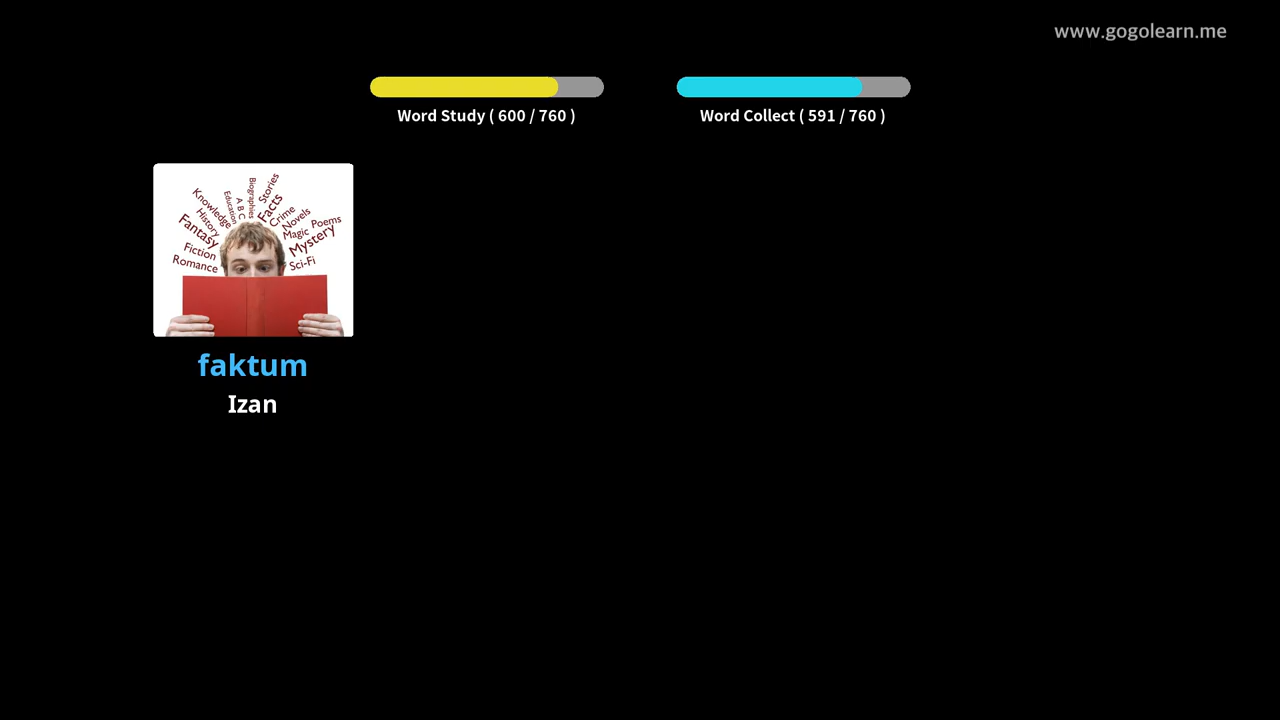 www.gogolearn.me
Word Study ( 600 / 760 )
Word Collect ( 591 / 760 )
Knowledge
History
Fantasy
Fiction
Romance
Education
A B C
Biographies
Stories
Facts
Crime
Novels
Magic
Poems
Mystery
Sci-Fi
faktum
Izan